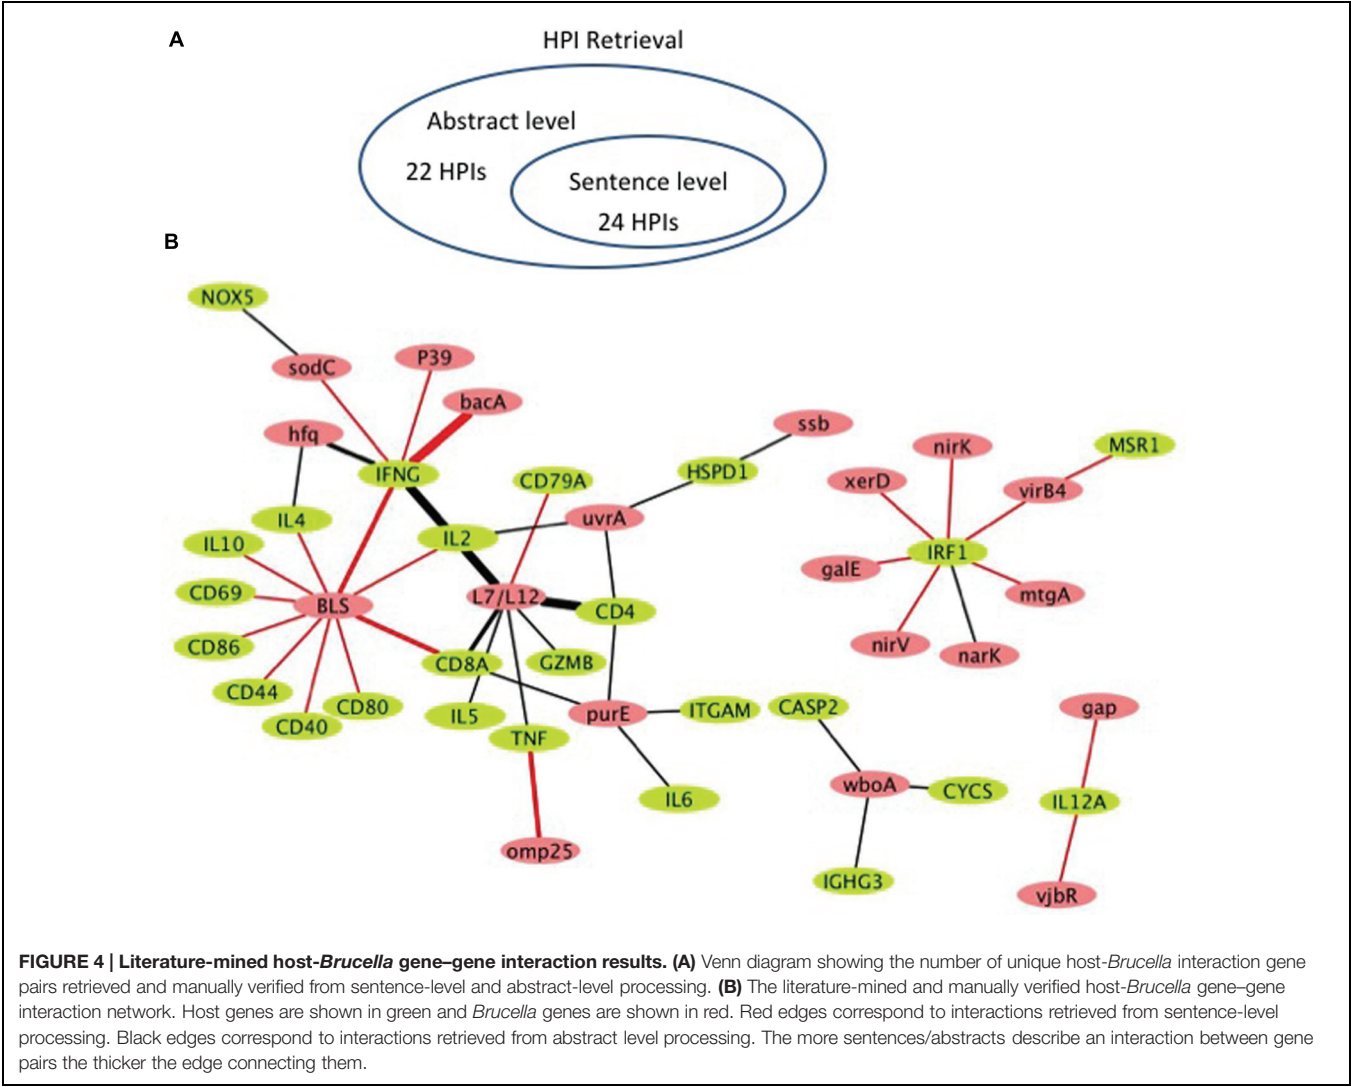 A
HPI Retrieval
Abstract level
22 HPIs
Sentence level
24 HPIs
B
NOX5
sodC
P39
bacA
hfq
IFNG
IL4
IL10
CD69
BLS
CD86
CD44
CD40
CD80
IL2
CD79A
L7/L12
uvrA
HSPD1
ssb
CD4
CD8A
GZMB
IL5
TNF
purE
ITGAM
IL6
omp25
nirK
xerD
virB4
MSR1
IRF1
galE
mtgA
nirV
narK
CASP2
wboA
CYCS
IGHG3
gap
IL12A
vjbR
FIGURE 4 | Literature-mined host-Brucella gene–gene interaction results. (A) Venn diagram showing the number of unique host-Brucella interaction gene
pairs retrieved and manually verified from sentence-level and abstract-level processing. (B) The literature-mined and manually verified host-Brucella gene–gene
interaction network. Host genes are shown in green and Brucella genes are shown in red. Red edges correspond to interactions retrieved from sentence-level
processing. Black edges correspond to interactions retrieved from abstract level processing. The more sentences/abstracts describe an interaction between gene
pairs the thicker the edge connecting them.